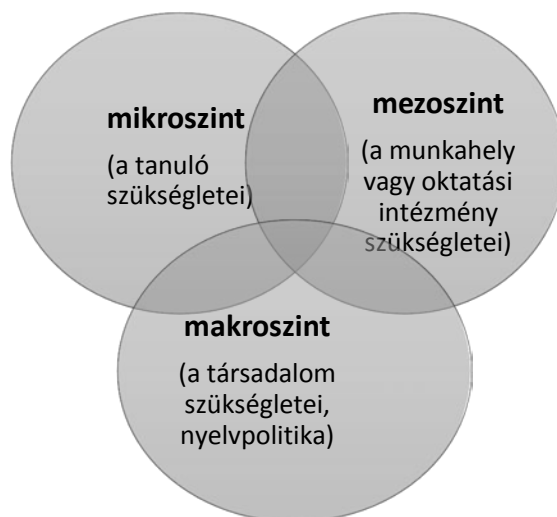 mikroszint
(a tanuló
szükségletei)
mezoszint
(a munkahely
vagy oktatási
intézmény
szükségletei)
makroszint
(a társadalom
szükségletei,
nyelvpolitika)